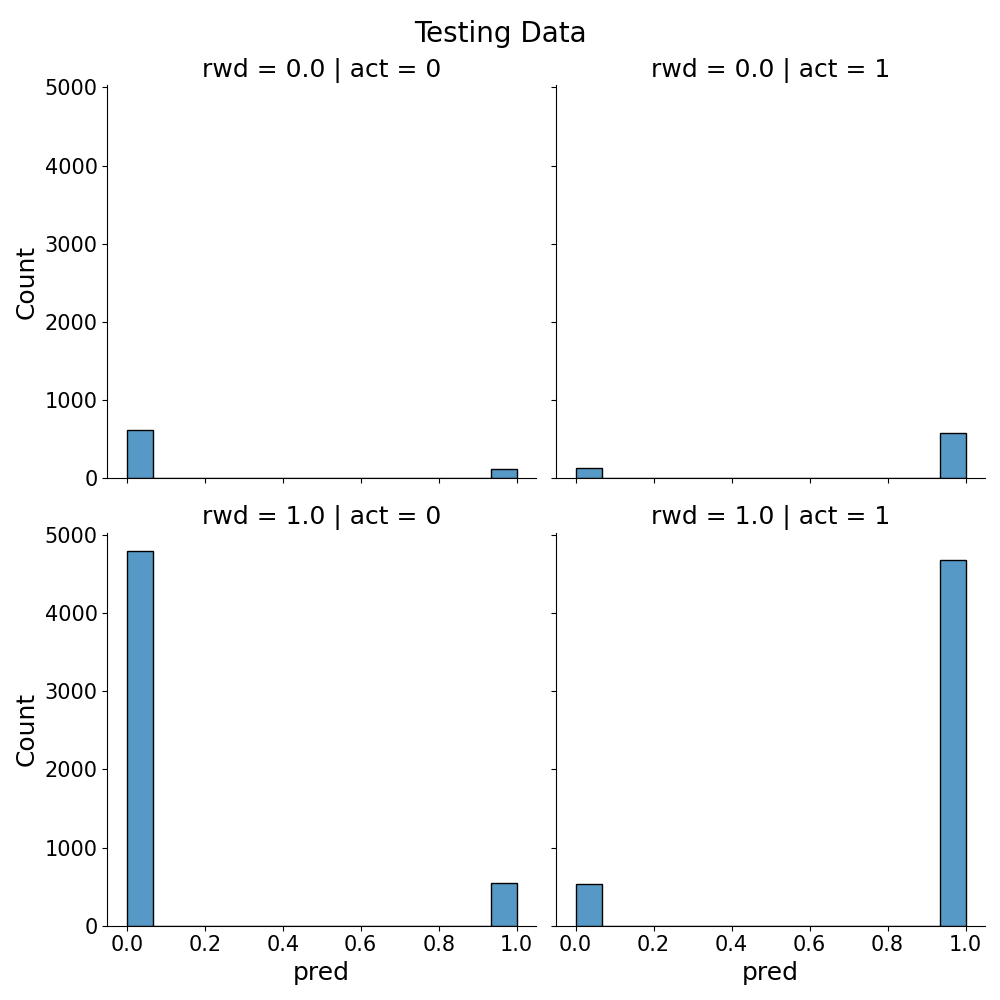 Testing Data
rwd = 0.0 | act = 0
rwd = 0.0 | act = 1
5000
4000
3000
2000
1000
0
Count
rwd = 1.0 | act = 0
rwd = 1.0 | act = 1
5000
4000
3000
2000
1000
0
Count
0.0 0.2 0.4 0.6 0.8 1.0
0.0 0.2 0.4 0.6 0.8 1.0
pred
pred